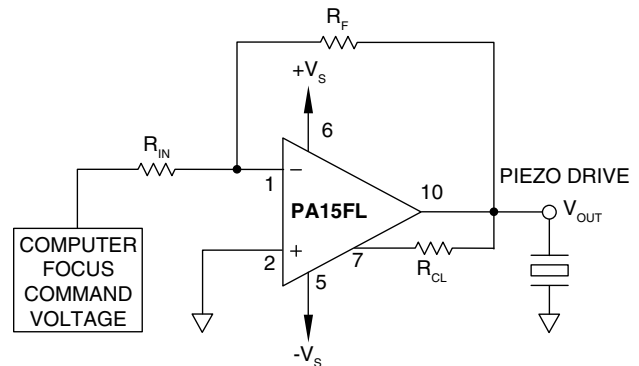 R_F
+V_S
R_IN
6
1
−
PA15FL
10
PIEZO DRIVE
V_OUT
COMPUTER
FOCUS
COMMAND
VOLTAGE
2
+
7
R_CL
5
-V_S